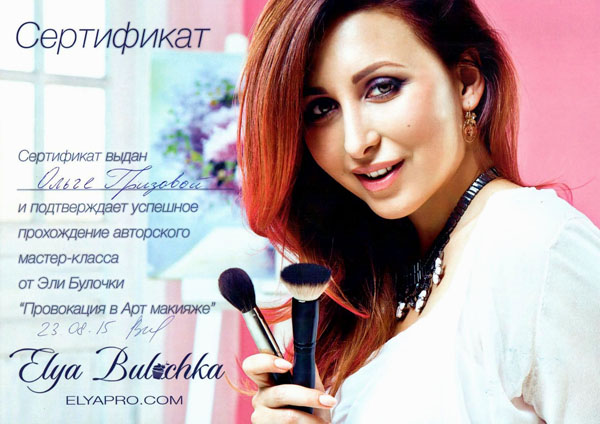 Сертификат
Сертификат выдан
Ольге Призовой
и подтверждает успешное
прохождение авторского
мастер-класса
от Эли Булочки
“Провокация в Арт макияже”
23.08.15
Elya Bulochka
ELYAPRO.COM